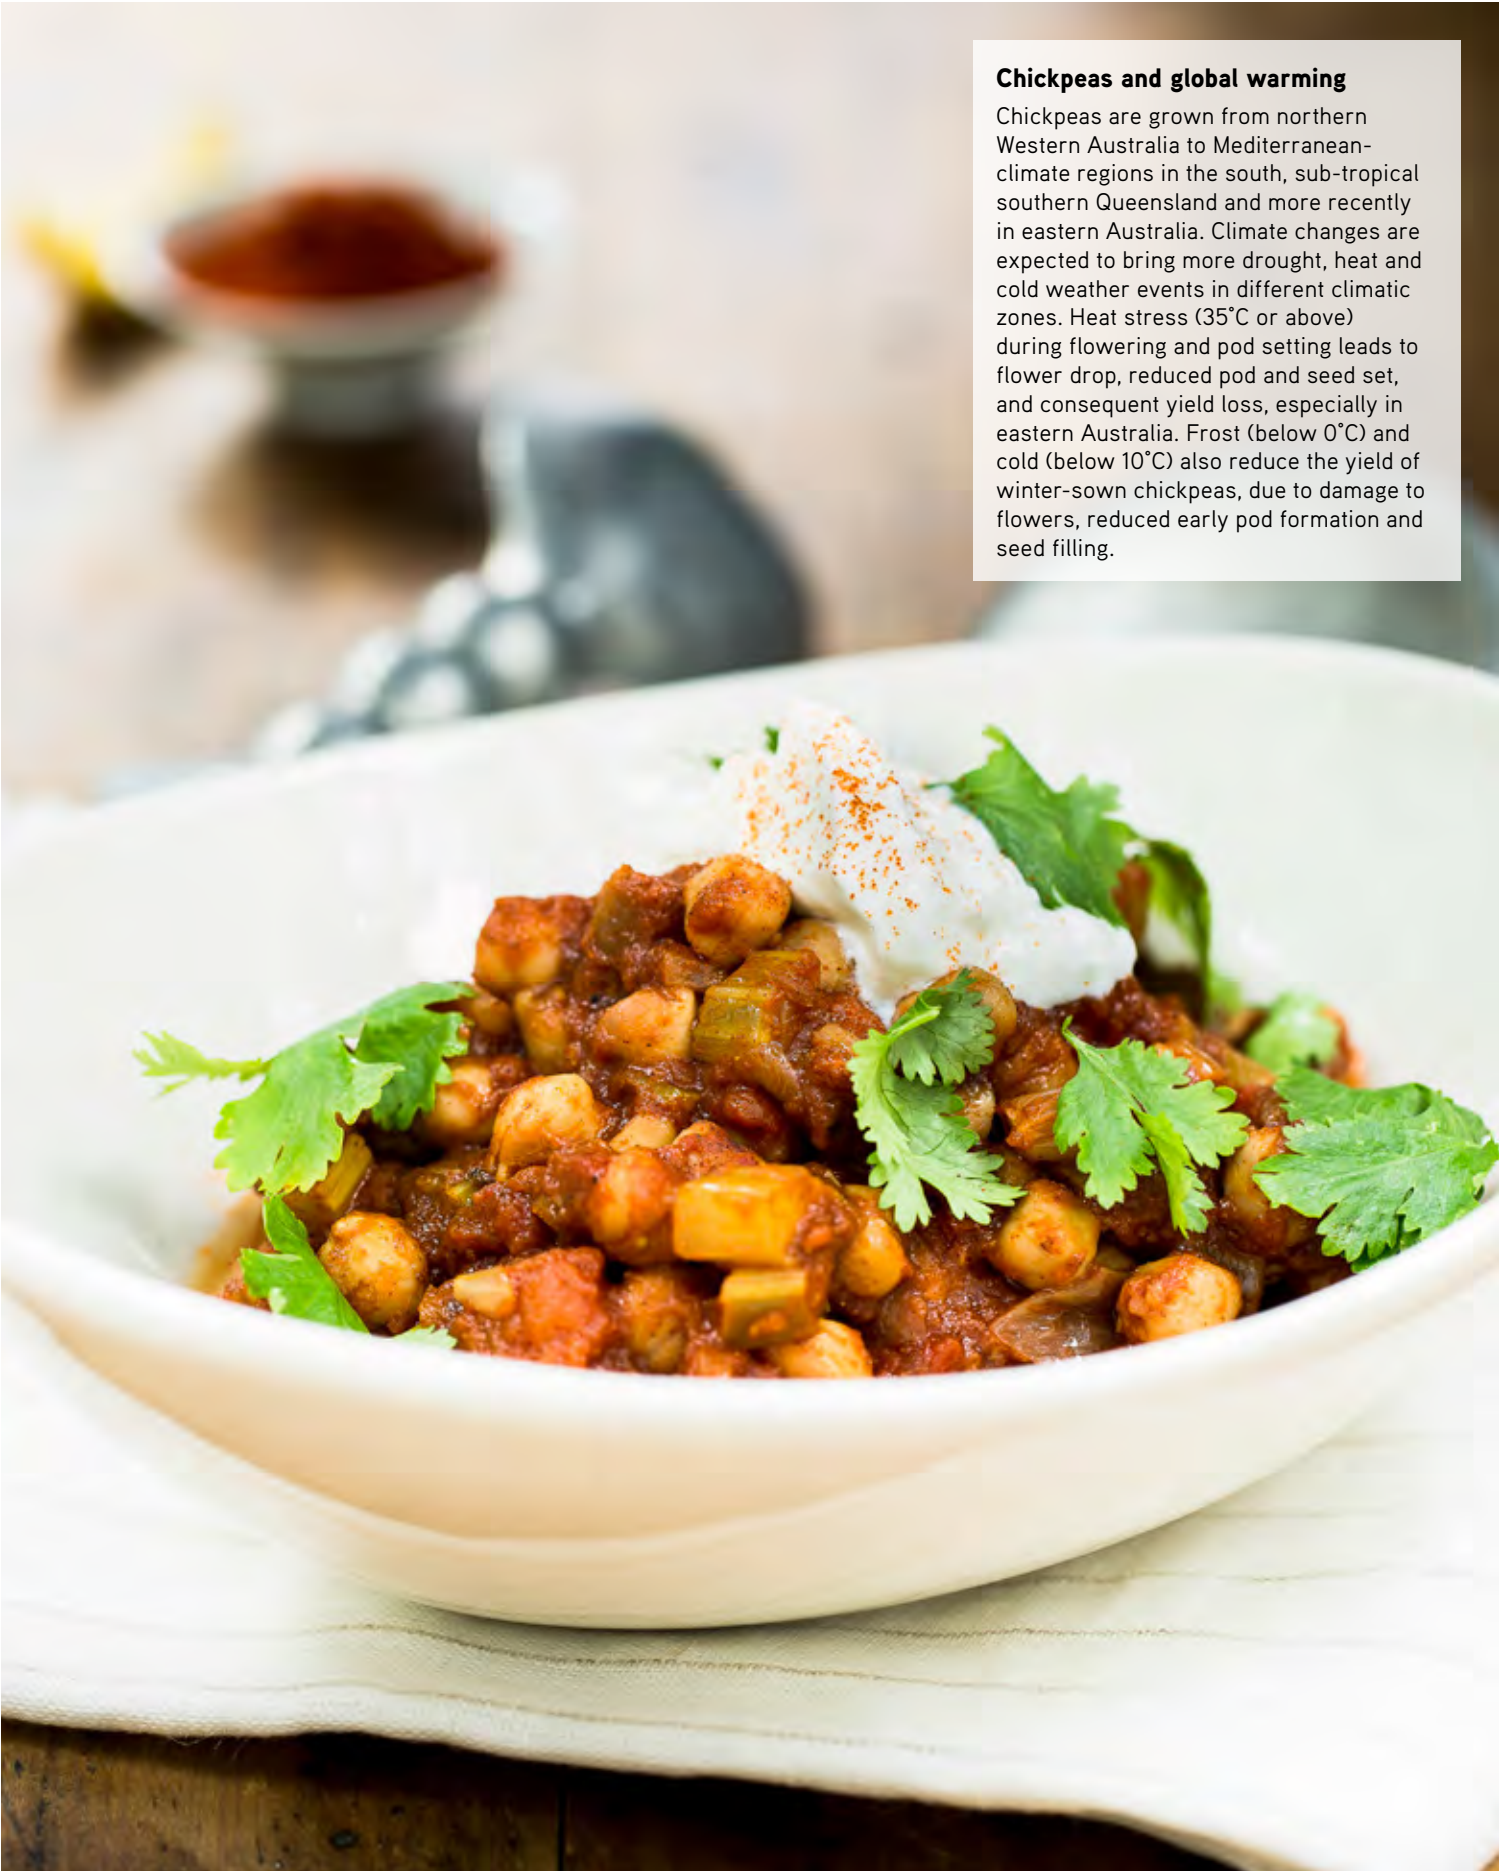 Chickpeas and global warming
Chickpeas are grown from northern
Western Australia to Mediterranean-
climate regions in the south, sub-tropical
southern Queensland and more recently
in eastern Australia. Climate changes are
expected to bring more drought, heat and
cold weather events in different climatic
zones. Heat stress (35˚C or above)
during flowering and pod setting leads to
flower drop, reduced pod and seed set,
and consequent yield loss, especially in
eastern Australia. Frost (below 0˚C) and
cold (below 10˚C) also reduce the yield of
winter-sown chickpeas, due to damage to
flowers, reduced early pod formation and
seed filling.